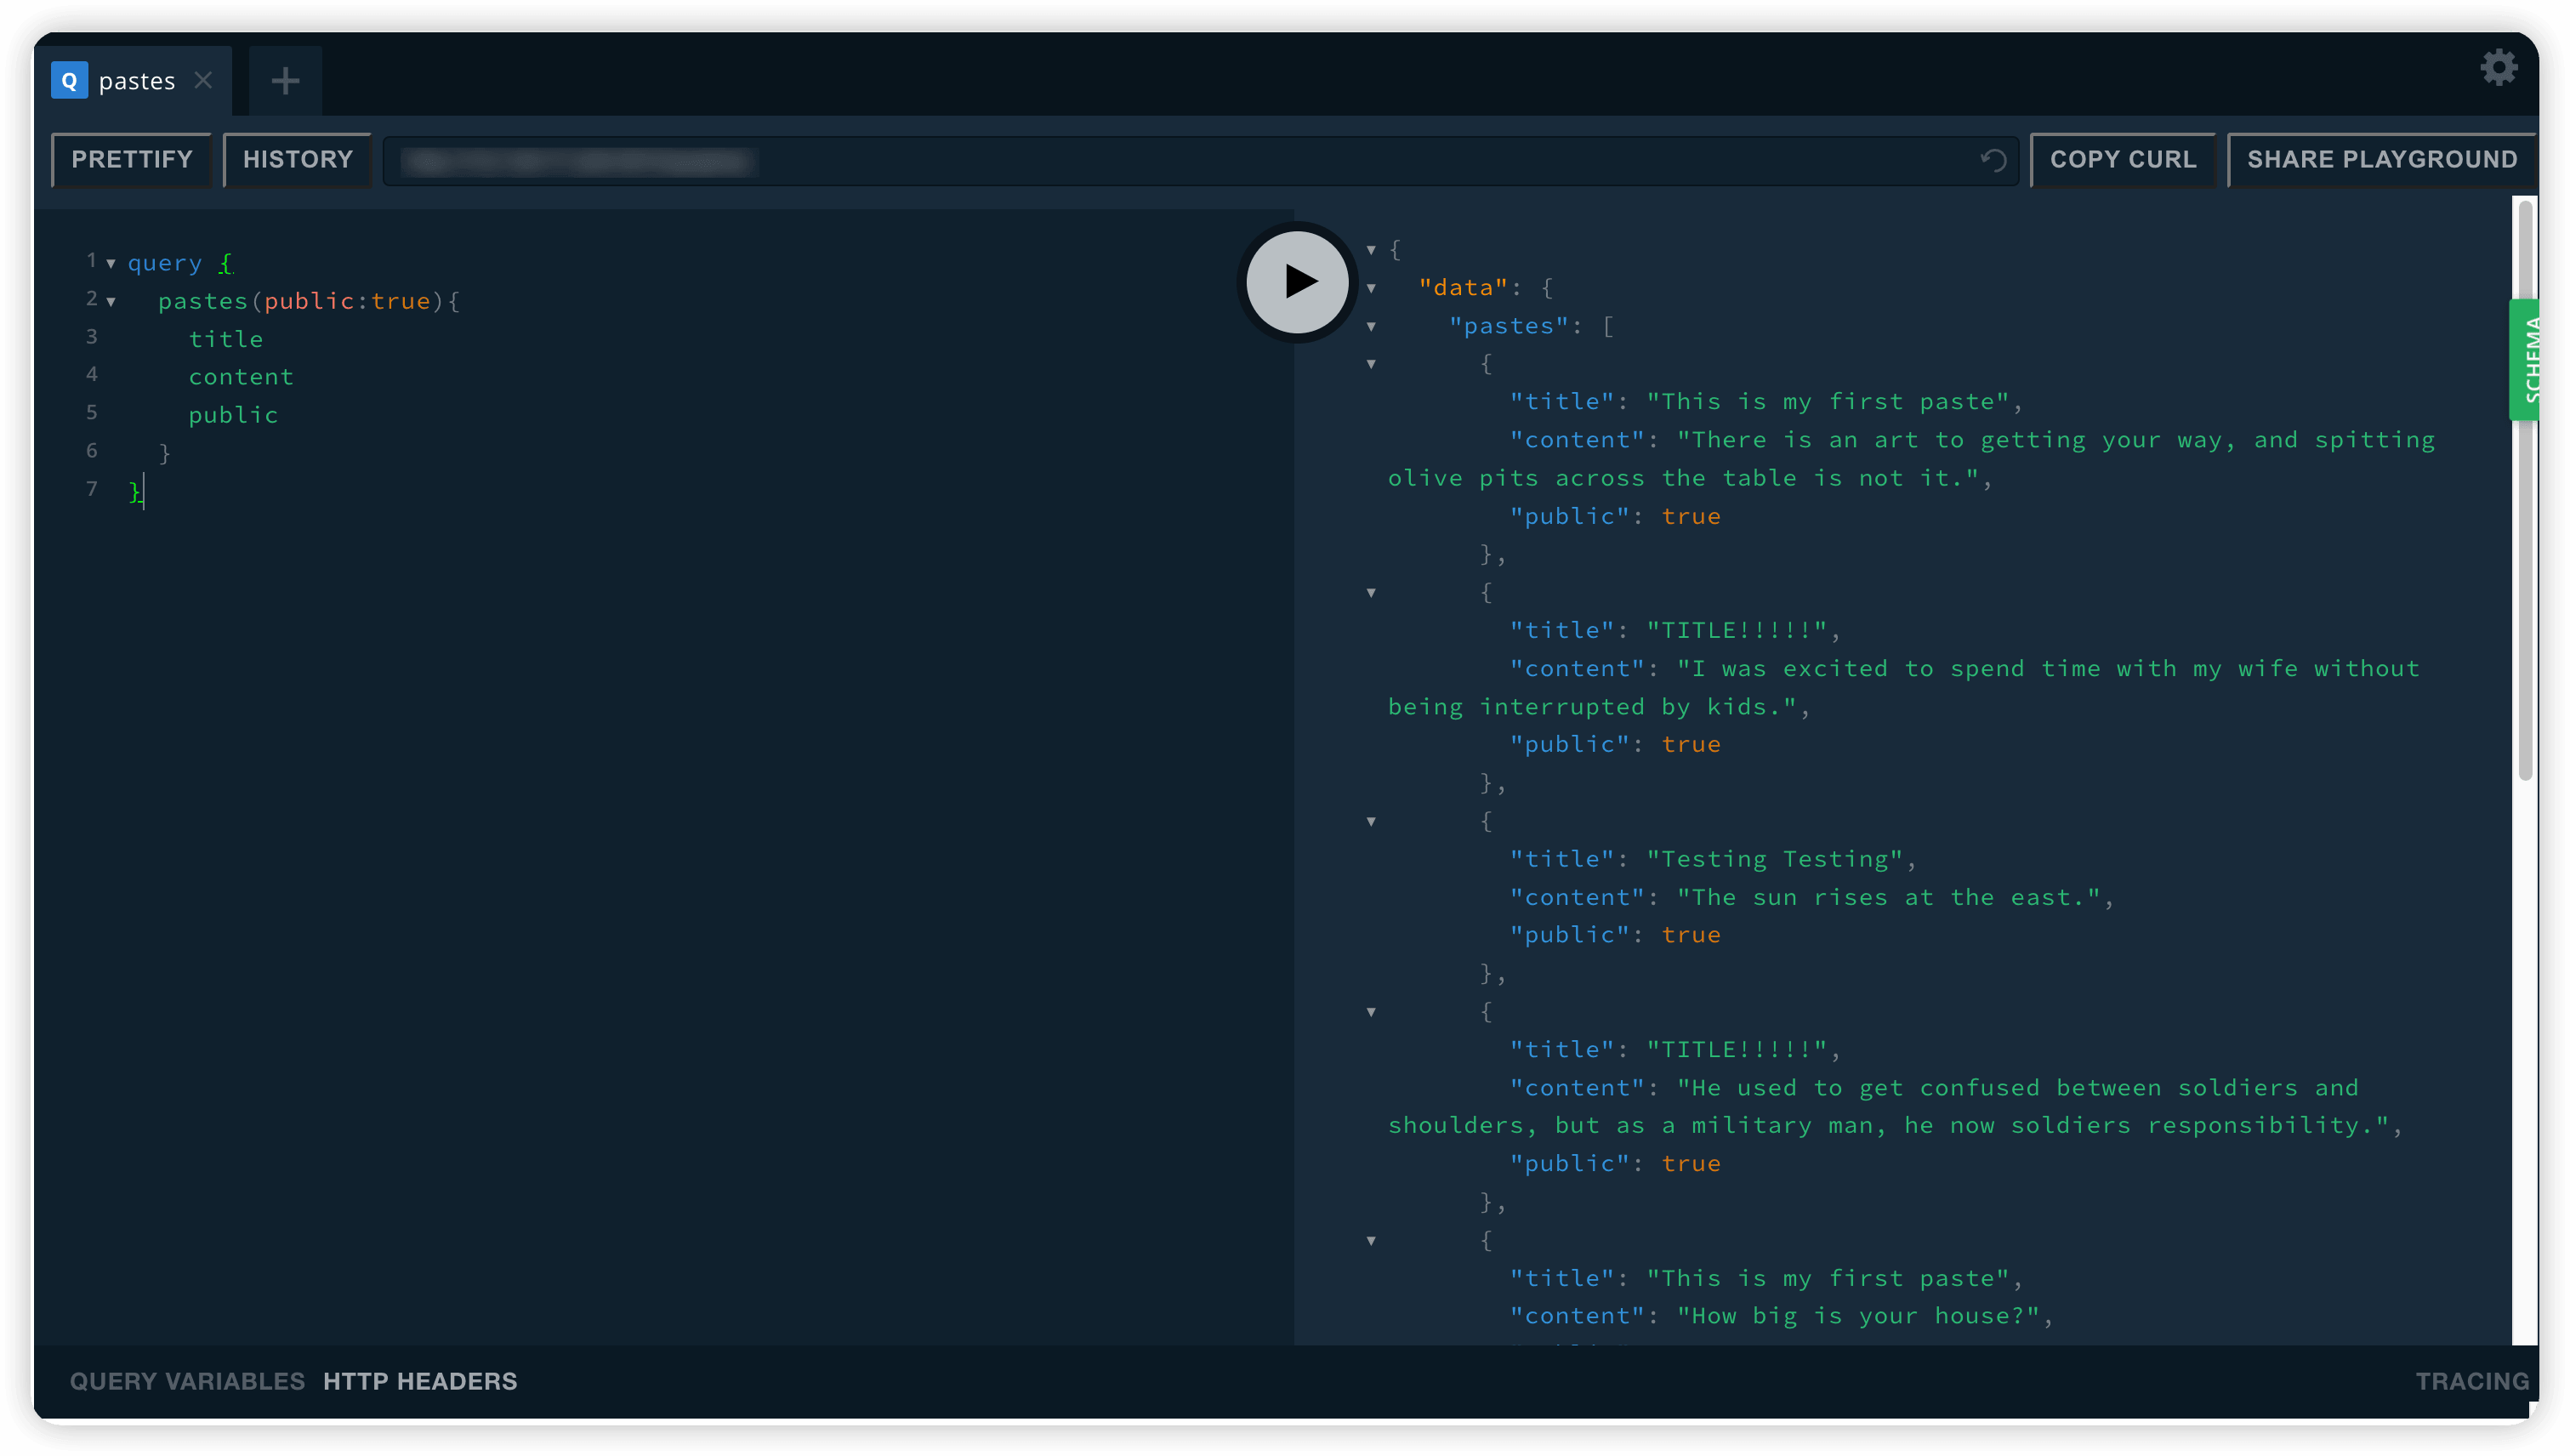 Q pastes
PRETTIFY HISTORY COPY CURL SHARE PLAYGROUND
1 query {
2 pastes(public:true){
3 title
4 content
5 public
6 }
7 }
{
"data": {
"pastes": [
{
"title": "This is my first paste",
"content": "There is an art to getting your way, and spitting
olive pits across the table is not it.",
"public": true
},
{
"title": "TITLE!!!!!",
"content": "I was excited to spend time with my wife without
being interrupted by kids.",
"public": true
},
{
"title": "Testing Testing",
"content": "The sun rises at the east.",
"public": true
},
{
"title": "TITLE!!!!!",
"content": "He used to get confused between soldiers and
shoulders, but as a military man, he now soldiers responsibility.",
"public": true
},
{
"title": "This is my first paste",
"content": "How big is your house?",
SCHEMA
QUERY VARIABLES HTTP HEADERS TRACING